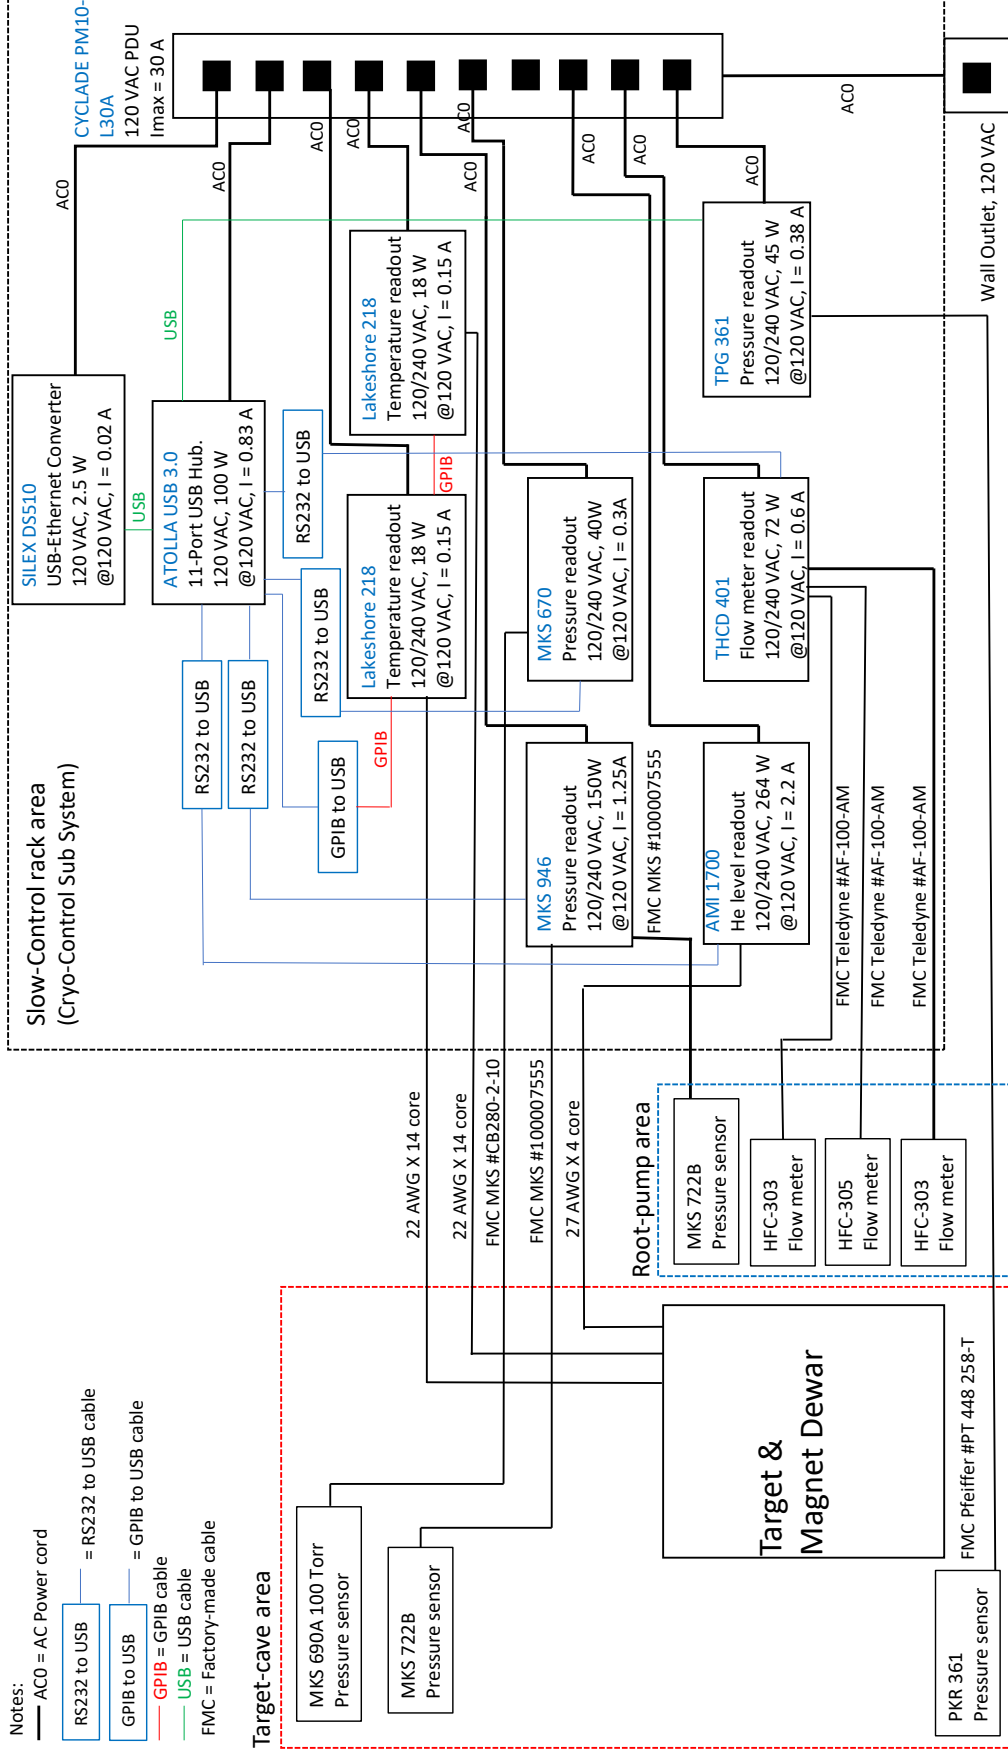 Notes:
AC0 = AC Power cord
RS232 to USB
= RS232 to USB cable
GPIB to USB
= GPIB to USB cable
GPIB = GPIB cable
USB = USB cable
FMC = Factory-made cable
Slow-Control rack area
(Cryo-Control Sub System)
SILEX DS510
USB-Ethernet Converter
120 VAC, 2.5 W
@120 VAC, I = 0.02 A
AC0
CYCLADE PM10-
L30A
120 VAC PDU
Imax = 30 A
USB
USB
ATOLLA USB 3.0
11-Port USB Hub.
120 VAC, 100 W
@120 VAC, I = 0.83 A
AC0
AC0
AC0
AC0
AC0
AC0
AC0
AC0
AC0
RS232 to USB
RS232 to USB
RS232 to USB
RS232 to USB
GPIB to USB
GPIB
GPIB
Lakeshore 218
Temperature readout
120/240 VAC, 18 W
@120 VAC, I = 0.15 A
Lakeshore 218
Temperature readout
120/240 VAC, 18 W
@120 VAC, I = 0.15 A
MKS 946
Pressure readout
120/240 VAC, 150W
@120 VAC, I = 1.25A
MKS 670
Pressure readout
120/240 VAC, 40W
@120 VAC, I = 0.3A
FMC MKS #100007555
AMI 1700
He level readout
120/240 VAC, 264 W
@120 VAC, I = 2.2 A
THCD 401
Flow meter readout
120/240 VAC, 72 W
@120 VAC, I = 0.6 A
TPG 361
Pressure readout
120/240 VAC, 45 W
@120 VAC, I = 0.38 A
Wall Outlet, 120 VAC
22 AWG X 14 core
22 AWG X 14 core
FMC MKS #CB280-2-10
FMC MKS #100007555
27 AWG X 4 core
FMC Teledyne #AF-100-AM
FMC Teledyne #AF-100-AM
FMC Teledyne #AF-100-AM
Root-pump area
MKS 722B
Pressure sensor
HFC-303
Flow meter
HFC-305
Flow meter
HFC-303
Flow meter
Target-cave area
MKS 690A 100 Torr
Pressure sensor
MKS 722B
Pressure sensor
Target &
Magnet Dewar
FMC Pfeiffer #PT 448 258-T
PKR 361
Pressure sensor